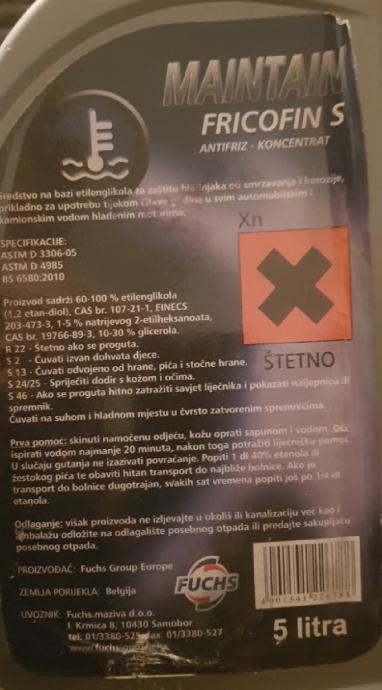 MAINTAIN
FRICOFIN S
ANTIFRIZ - KONCENTRAT
Sredstvo na bazi etilenglikola za zaštitu hladnjaka od smrzavanja i korozije,
prikladno za upotrebu tijekom u svim automobilskim i
kamionskim vodom hlađenim motorima.
Xn
SPECIFIKACIJE:
ASTM D 3306-05
ASTM D 4985
BS 6580:2010
Proizvod sadrži 60-100 % etilenglikola
(1,2 etan-diol), CAS br. 107-21-1, EINECS
203-473-3, 1-5 % natrijevog 2-etilheksanoata,
CAS br. 19766-89-3, 10-30 % glicerola.
R 22 - Štetno ako se proguta.
S 2 - Čuvati izvan dohvata djece.
S 13 - Čuvati odvojeno od hrane, pića i stočne hrane.
ŠTETNO
S 24/25 - Spriječiti dodir s kožom i očima.
S 46 - Ako se proguta hitno zatražiti savjet liječnika i pokazati naljepnicu ili
spremnik.
Čuvati na suhom i hladnom mjestu u čvrsto zatvorenim spremnicima.
Prva pomoć: skinuti namočenu odjeću, kožu oprati sapunom i vodom. Oči
ispirati vodom najmanje 20 minuta, nakon toga potražiti liječničku pomoć.
U slučaju gutanja ne izazivati povraćanje. Popiti 1 dl 40% etanola ili
žestokog pića te obaviti hitan transport do najbliže bolnice. Ako je
transport do bolnice dugotrajan, svakih sat vremena popiti još po 1/4 dl
etanola.
Odlaganje: višak proizvoda ne izljevajte u okoliš ili kanalizaciju već kao i
ambalažu odložite na odlagalište posebnog otpada ili predajte sakupljaču
posebnog otpada.
PROIZVOĐAČ: Fuchs Group Europe
FUCHS
ZEMLJA PORIJEKLA: Belgija
UVOZNIK: Fuchs.maziva d.o.o.
I. Krmica 8, 10430 Samobor
tel: 01/3380-525, fax: 01/3380-527
5 litra